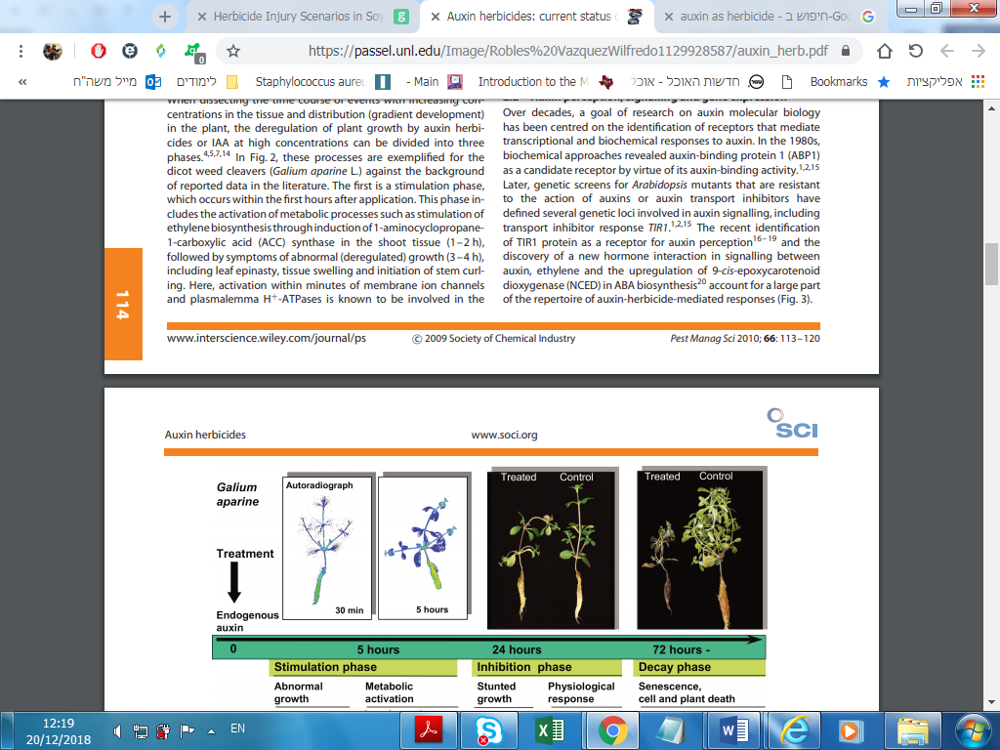 Herbicide Injury Scenarios in Soy
Auxin herbicides: current status
auxin as herbicide - חיפוש ב-Goo
https://passel.unl.edu/Image/Robles%20VazquezWilfredo1129928587/auxin_herb.pdf
0
מייל משה"ח
לימודים
Staphylococcus aureu
- Main
Introduction to the M
חדשות האוכל - אוכל
Bookmarks
אפליקציות
When dissecting the time course of events with increasing con-
centrations in the tissue and distribution (gradient development)
in the plant, the deregulation of plant growth by auxin herbi-
cides or IAA at high concentrations can be divided into three
phases.4,5,7,14 In Fig. 2, these processes are exemplified for the
dicot weed cleavers (Galium aparine L.) against the background
of reported data in the literature. The first is a stimulation phase,
which occurs within the first hours after application. This phase in-
cludes the activation of metabolic processes such as stimulation of
ethylene biosynthesis through induction of 1-aminocyclopropane-
1-carboxylic acid (ACC) synthase in the shoot tissue (1–2 h),
followed by symptoms of abnormal (deregulated) growth (3–4 h),
including leaf epinasty, tissue swelling and initiation of stem curl-
ing. Here, activation within minutes of membrane ion channels
and plasmalemma H+-ATPases is known to be involved in the
Over decades, a goal of research on auxin molecular biology
has been centred on the identification of receptors that mediate
transcriptional and biochemical responses to auxin. In the 1980s,
biochemical approaches revealed auxin-binding protein 1 (ABP1)
as a candidate receptor by virtue of its auxin-binding activity.1,2,15
Later, genetic screens for Arabidopsis mutants that are resistant
to the action of auxins or auxin transport inhibitors have
defined several genetic loci involved in auxin signalling, including
transport inhibitor response TIR1.1,2,15 The recent identification
of TIR1 protein as a receptor for auxin perception16–19 and the
discovery of a new hormone interaction in signalling between
auxin, ethylene and the upregulation of 9-cis-epoxycarotenoid
dioxygenase (NCED) in ABA biosynthesis20 account for a large part
of the repertoire of auxin-herbicide-mediated responses (Fig. 3).
114
www.interscience.wiley.com/journal/ps
© 2009 Society of Chemical Industry
Pest Manag Sci 2010; 66: 113–120
Auxin herbicides
www.soci.org
SCI
Galium
aparine
Autoradiograph
Treated
Control
Treated
Control
Treatment
Endogenous
auxin
30 min
5 hours
0
5 hours
24 hours
72 hours -
Stimulation phase
Inhibition phase
Decay phase
Abnormal
growth
Metabolic
activation
Stunted
growth
Physiological
response
Senescence,
cell and plant death
12:19
20/12/2018
EN